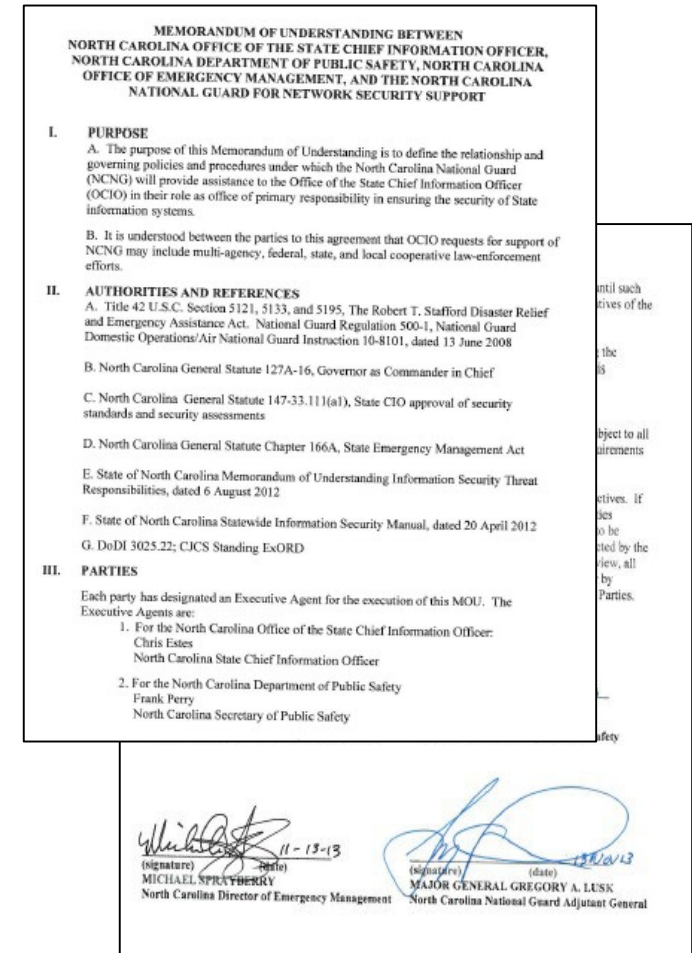 MEMORANDUM OF UNDERSTANDING BETWEEN
NORTH CAROLINA OFFICE OF THE STATE CHIEF INFORMATION OFFICER,
NORTH CAROLINA DEPARTMENT OF PUBLIC SAFETY, NORTH CAROLINA
OFFICE OF EMERGENCY MANAGEMENT, AND THE NORTH CAROLINA
NATIONAL GUARD FOR NETWORK SECURITY SUPPORT
I. PURPOSE
A. The purpose of this Memorandum of Understanding is to define the relationship and
governing policies and procedures under which the North Carolina National Guard
(NCNG) will provide assistance to the Office of the State Chief Information Officer
(OCIO) in their role as office of primary responsibility in ensuring the security of State
information systems.
B. It is understood between the parties to this agreement that OCIO requests for support of
NCNG may include multi-agency, federal, state, and local cooperative law-enforcement
efforts.
II. AUTHORITIES AND REFERENCES
A. Title 42 U.S.C. Section 5121, 5133, and 5195, The Robert T. Stafford Disaster Relief
and Emergency Assistance Act. National Guard Regulation 500-1, National Guard
Domestic Operations/Air National Guard Instruction 10-8101, dated 13 June 2008
B. North Carolina General Statute 127A-16, Governor as Commander in Chief
C. North Carolina General Statute 147-33.111(a1), State CIO approval of security
standards and security assessments
D. North Carolina General Statute Chapter 166A, State Emergency Management Act
E. State of North Carolina Memorandum of Understanding Information Security Threat
Responsibilities, dated 6 August 2012
F. State of North Carolina Statewide Information Security Manual, dated 20 April 2012
G. DoDI 3025.22; CJCS Standing ExORD
III. PARTIES
Each party has designated an Executive Agent for the execution of this MOU. The
Executive Agents are:
1. For the North Carolina Office of the State Chief Information Officer:
Chris Estes
North Carolina State Chief Information Officer
2. For the North Carolina Department of Public Safety
Frank Perry
North Carolina Secretary of Public Safety
until such
tives of the
the
is
bject to all
uirements
ectives. If
ties
to be
cted by the
view, all
by
Parties.
afety
11-13-13
(signature) (date)
MICHAEL SPRAYBERRY
North Carolina Director of Emergency Management
13 Nov 13
(signature) (date)
MAJOR GENERAL GREGORY A. LUSK
North Carolina National Guard Adjutant General